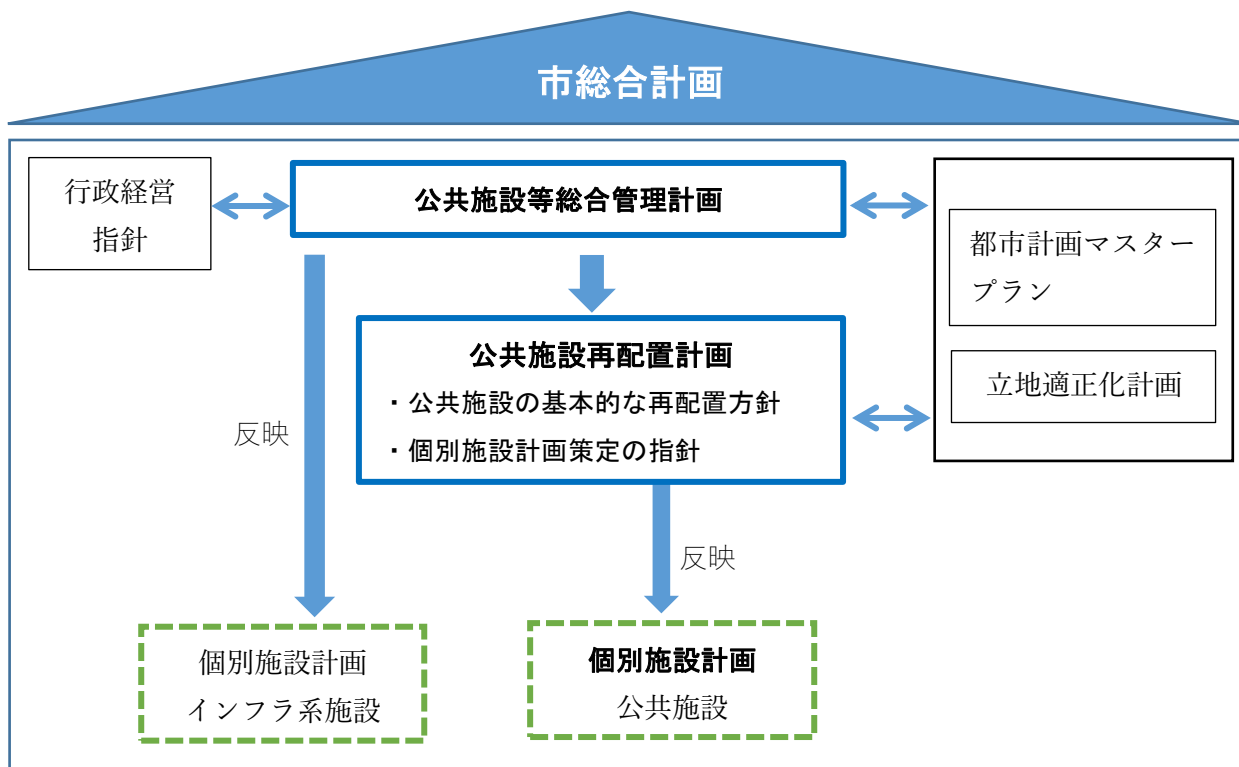 市総合計画
行政経営
指針
公共施設等総合管理計画
都市計画マスター
プラン
立地適正化計画
公共施設再配置計画
・公共施設の基本的な再配置方針
・個別施設計画策定の指針
反映
反映
個別施設計画
インフラ系施設
個別施設計画
公共施設